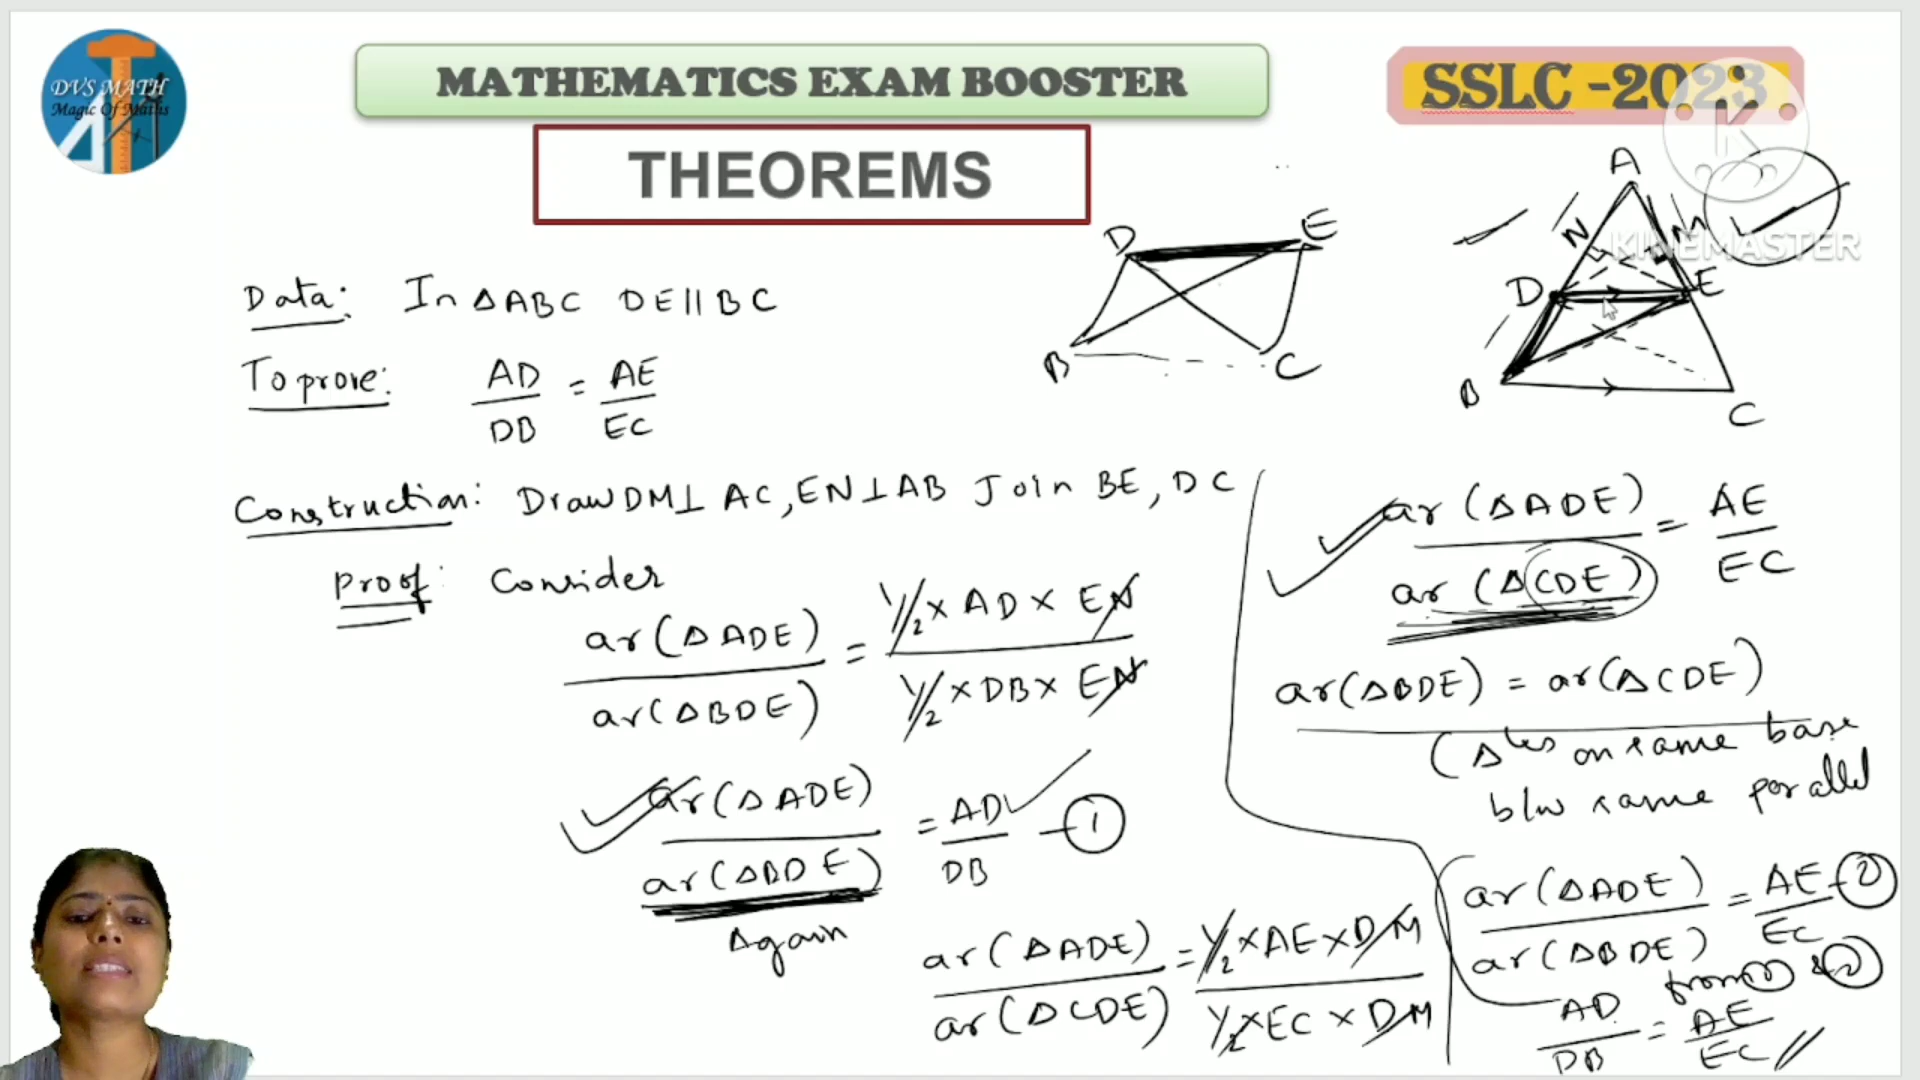 DVS MATH
Magic Of Maths
MATHEMATICS EXAM BOOSTER
SSLC -2023
THEOREMS
KINEMASTER
D E
B C
A
N M
D E
B C
Data: In △ABC DE||BC
To prove: AD/DB = AE/EC
Construction: Draw DM⊥ AC, EN⊥AB Join BE, DC
Proof: Consider
ar(△ADE)/ar(△BDE) = 1/2 × AD × EN / 1/2 × DB × EN
ar(△ADE)/ar(△BDE) = AD/DB - ①
Again
ar(△ADE)/ar(△CDE) = 1/2 × AE × DM / 1/2 × EC × DM
ar(△ADE)/ar(△CDE) = AE/EC
ar(△BDE) = ar(△CDE)
(△les on same base
b/w same parallel
ar(△ADE)/ar(△BDE) = AE/EC - ②
from ① & ②
AD/DB = AE/EC //